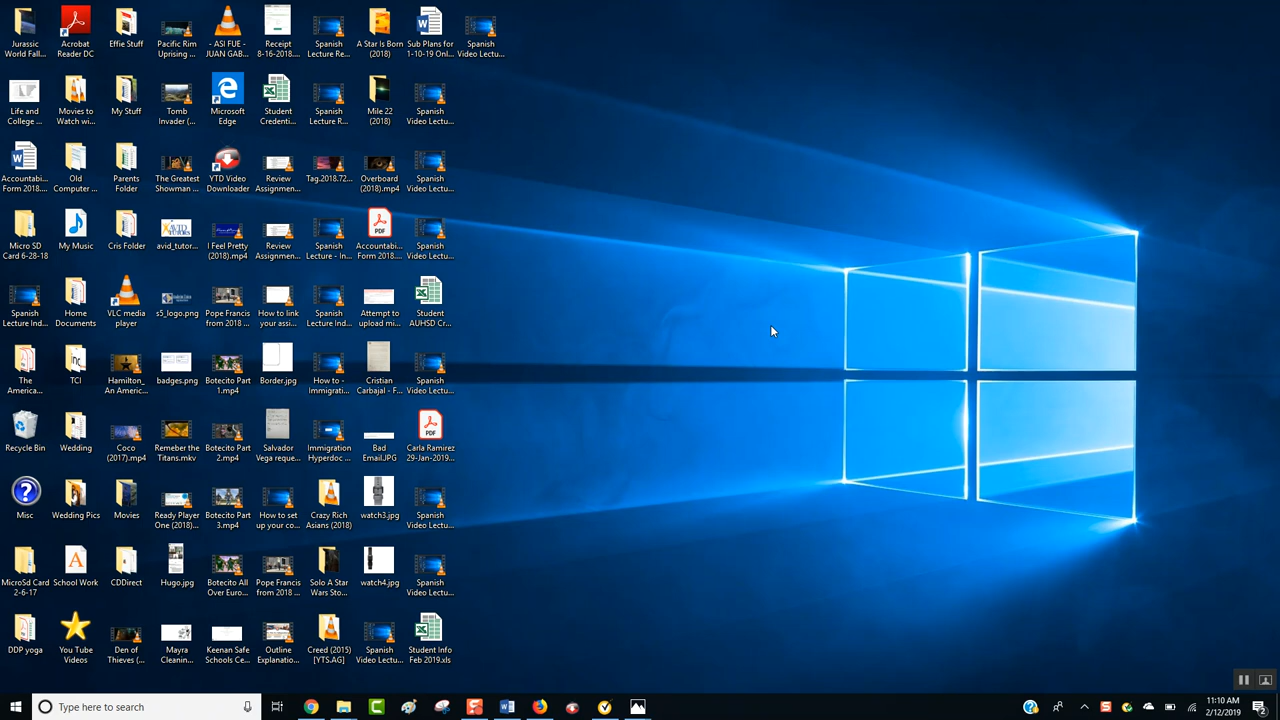 Jurassic
World Fall...
Acrobat
Reader DC
Effie Stuff
Pacific Rim
Uprising ...
- ASI FUE -
JUAN GAB...
Receipt
8-16-2018....
Spanish
Lecture Re...
A Star Is Born
(2018)
Sub Plans for
1-10-19 Onl...
Spanish
Video Lectu...
Life and
College ...
Movies to
Watch wi...
My Stuff
Tomb
Invader (...
Microsoft
Edge
Student
Credenti...
Spanish
Lecture R...
Mile 22
(2018)
Spanish
Video Lectu...
Accountabi...
Form 2018....
Old
Computer ...
Parents
Folder
The Greatest
Showman ...
YTD Video
Downloader
Review
Assignmen...
Tag.2018.72...
Overboard
(2018).mp4
Spanish
Video Lectu...
Micro SD
Card 6-28-18
My Music
Cris Folder
avid_tutor...
I Feel Pretty
(2018).mp4
Review
Assignmen...
Spanish
Lecture - In...
PDF
Accountabi...
Form 2018....
Spanish
Video Lectu...
Spanish
Lecture Ind...
Home
Documents
VLC media
player
s5_logo.png
Pope Francis
from 2018 ...
How to link
your assi...
Spanish
Lecture Ind...
Attempt to
upload mi...
Student
AUHSD Cr...
The
America...
TCI
Hamilton_
An Americ...
badges.png
Botecito Part
1.mp4
Border.jpg
How to -
Immigrati...
Cristian
Carbajal - F...
Spanish
Video Lectu...
Recycle Bin
Wedding
Coco
(2017).mp4
Remeber the
Titans.mkv
Botecito Part
2.mp4
Salvador
Vega reque...
Immigration
Hyperdoc ...
Bad
Email.JPG
PDF
Carla Ramirez
29-Jan-2019...
Misc
Wedding Pics
Movies
Ready Player
One (2018)...
Botecito Part
3.mp4
How to set
up your co...
Crazy Rich
Asians (2018)
watch3.jpg
Spanish
Video Lectu...
MicroSd Card
2-6-17
School Work
CDDirect
Hugo.jpg
Botecito All
Over Euro...
Pope Francis
from 2018 ...
Solo A Star
Wars Sto...
watch4.jpg
Spanish
Video Lectu...
DDP yoga
You Tube
Videos
Den of
Thieves (...
Mayra
Cleanin...
Keenan Safe
Schools Ce...
Outline
Explanatio...
Creed (2015)
[YTS.AG]
Spanish
Video Lectu...
Student Info
Feb 2019.xls
Type here to search
11:10 AM
2/12/2019